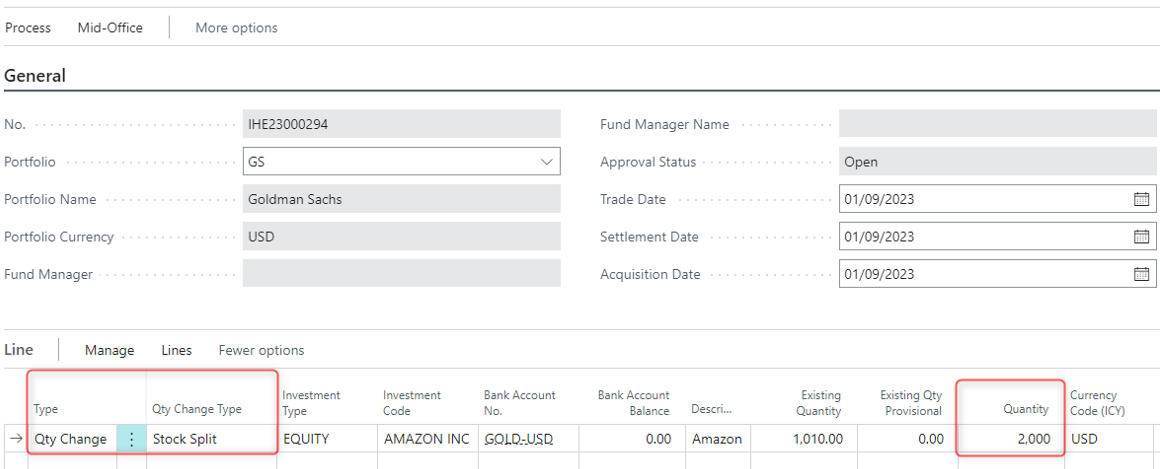 Process Mid-Office More options
General
No. IHE23000294 Fund Manager Name
Portfolio GS Approval Status Open
Portfolio Name Goldman Sachs Trade Date 01/09/2023
Portfolio Currency USD Settlement Date 01/09/2023
Fund Manager Acquisition Date 01/09/2023
Line Manage Lines Fewer options
Type Qty Change Type Investment Type Investment Code Bank Account No. Bank Account Balance Descri... Existing Quantity Existing Qty Provisional Quantity Currency Code (ICY)
Qty Change Stock Split EQUITY AMAZON INC GOLD-USD 0.00 Amazon 1,010.00 0.00 2,000 USD